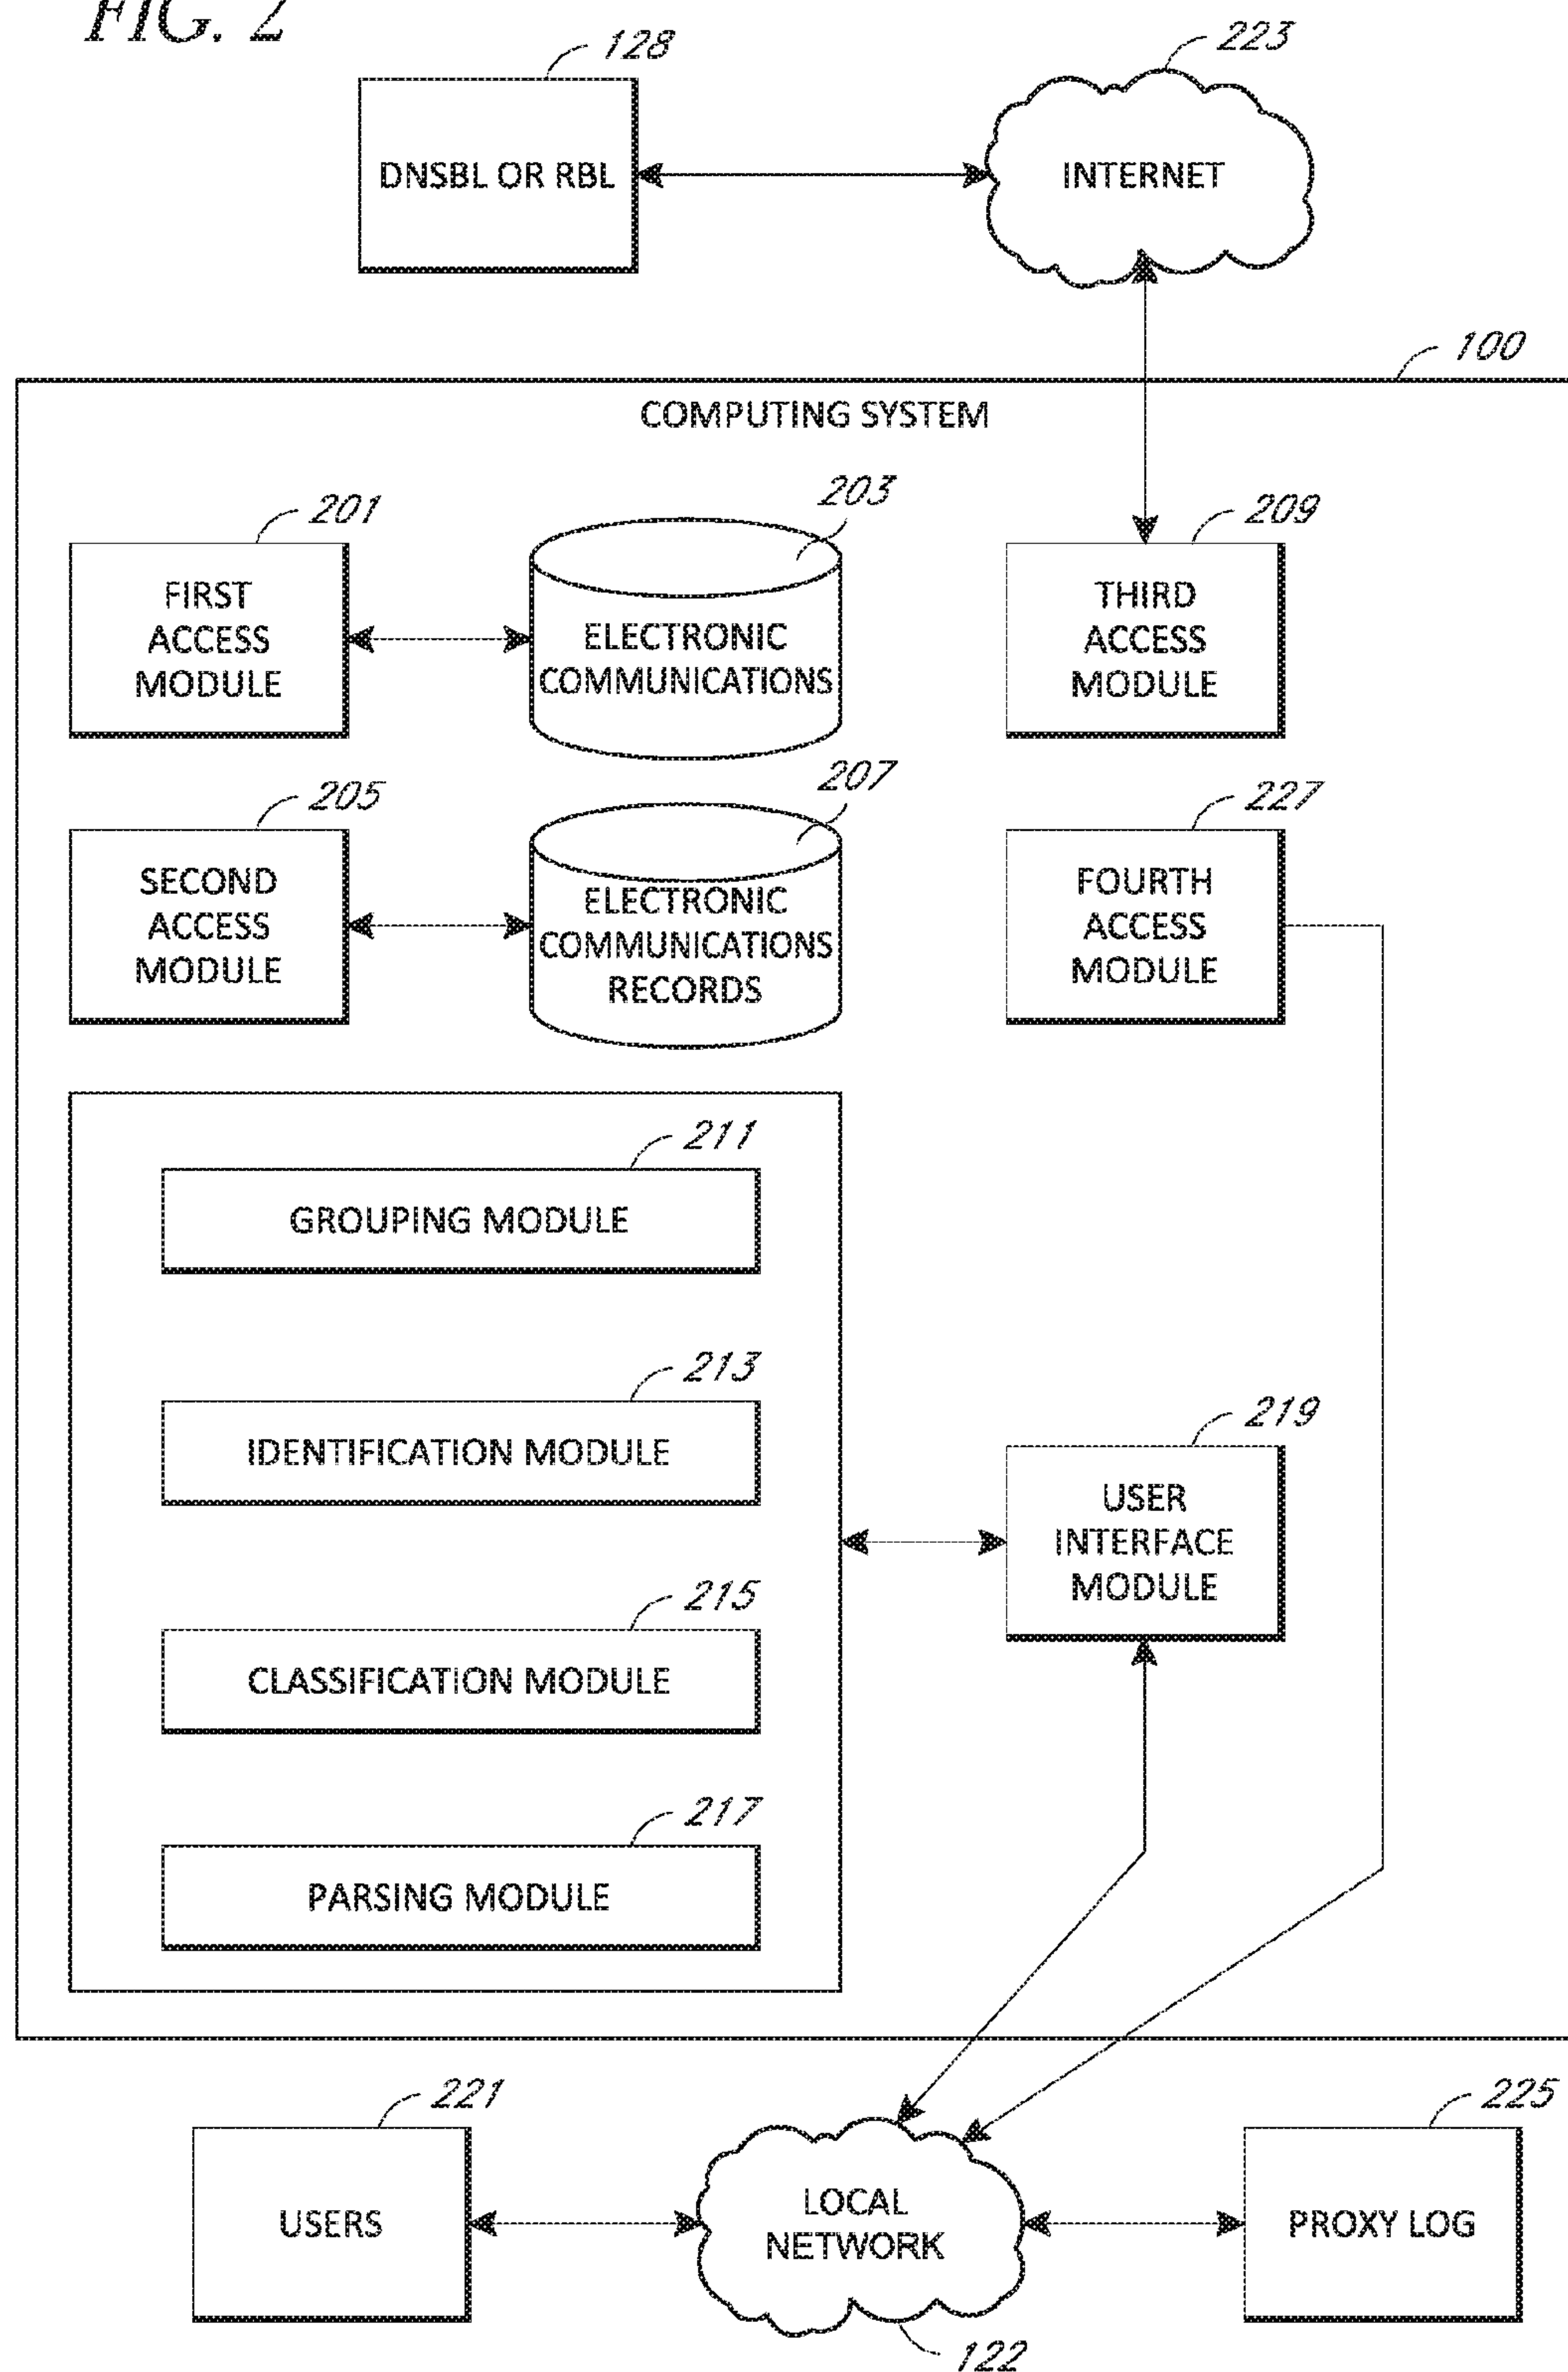 FIG. 2
128
223
DNSBL OR RBL
INTERNET
100
COMPUTING SYSTEM
201
203
209
FIRST
ACCESS
MODULE
ELECTRONIC
COMMUNICATIONS
THIRD
ACCESS
MODULE
205
207
227
SECOND
ACCESS
MODULE
ELECTRONIC
COMMUNICATIONS
RECORDS
FOURTH
ACCESS
MODULE
211
GROUPING MODULE
213
IDENTIFICATION MODULE
219
USER
INTERFACE
MODULE
215
CLASSIFICATION MODULE
217
PARSING MODULE
221
225
USERS
LOCAL
NETWORK
PROXY LOG
122